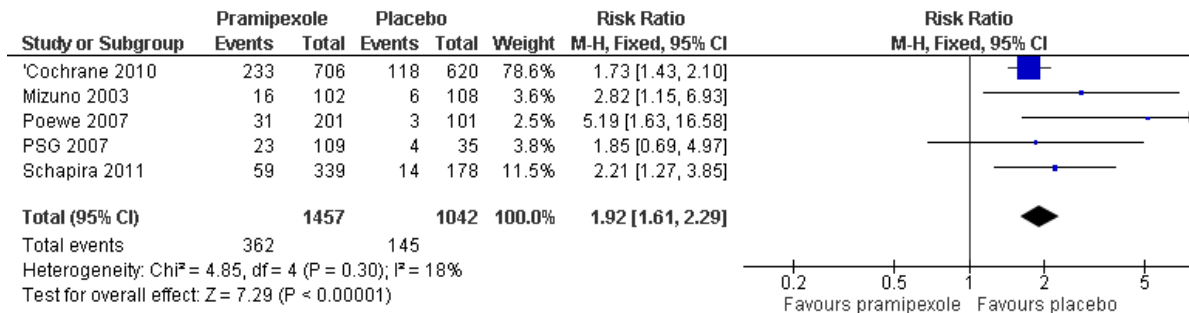 Pramipexole Placebo Risk Ratio Risk Ratio
Study or Subgroup Events Total Events Total Weight M-H, Fixed, 95% CI M-H, Fixed, 95% CI
'Cochrane 2010 233 706 118 620 78.6% 1.73 [1.43, 2.10]
Mizuno 2003 16 102 6 108 3.6% 2.82 [1.15, 6.93]
Poewe 2007 31 201 3 101 2.5% 5.19 [1.63, 16.58]
PSG 2007 23 109 4 35 3.8% 1.85 [0.69, 4.97]
Schapira 2011 59 339 14 178 11.5% 2.21 [1.27, 3.85]
Total (95% CI) 1457 1042 100.0% 1.92 [1.61, 2.29]
Total events 362 145
Heterogeneity: Chi² = 4.85, df = 4 (P = 0.30); I² = 18%
Test for overall effect: Z = 7.29 (P < 0.00001)
0.2 0.5 1 2 5
Favours pramipexole Favours placebo